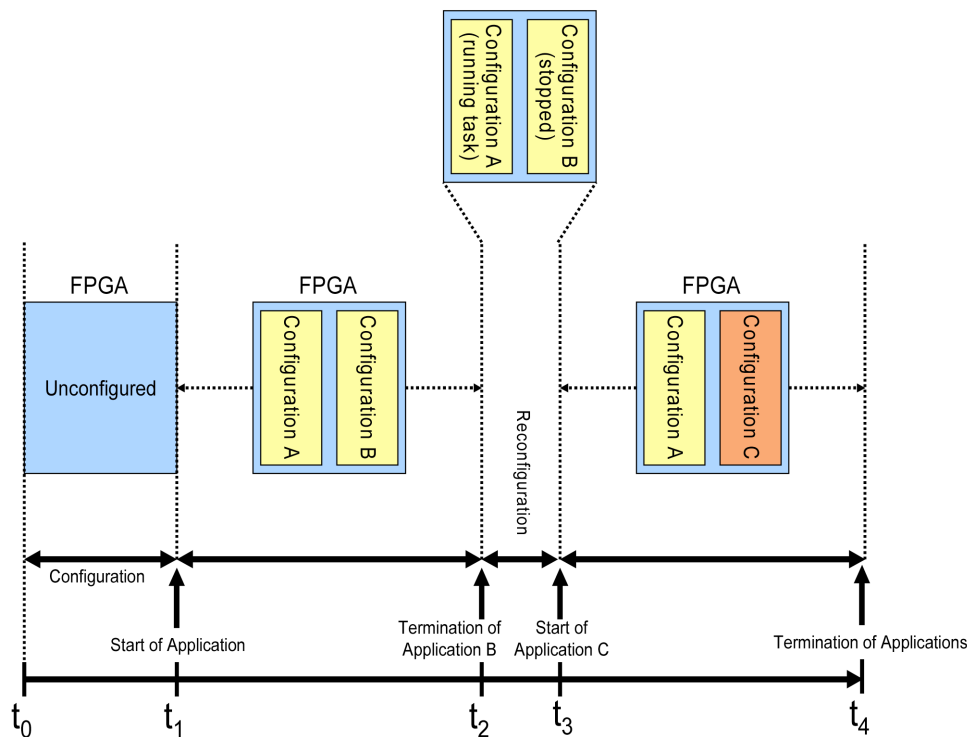 Configuration A
(running task)
Configuration B
(stopped)
FPGA
FPGA
FPGA
Unconfigured
Configuration A
Configuration B
Reconfiguration
Configuration A
Configuration C
Configuration
Start of Application
Termination of
Application B
Start of
Application C
Termination of Applications
t0
t1
t2
t3
t4